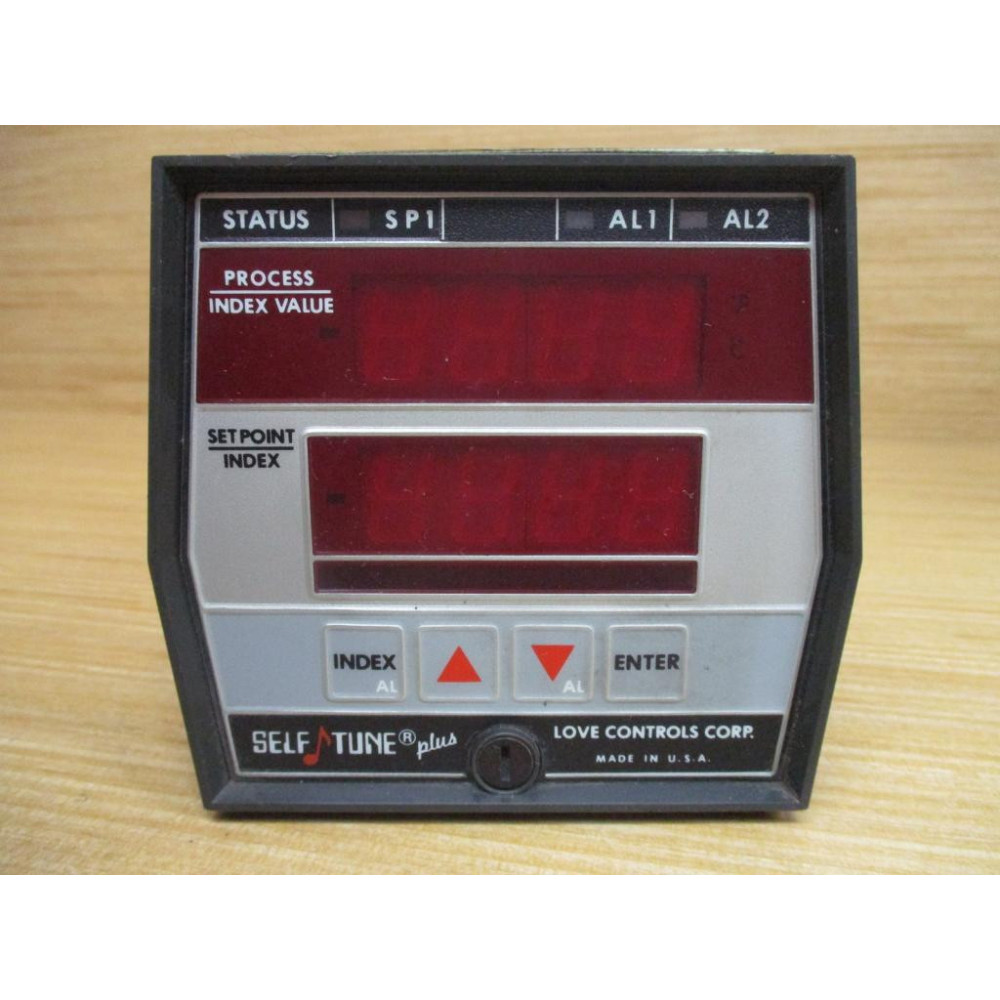 STATUS SP1 AL1 AL2
PROCESS
INDEX VALUE
°F
C
SET POINT
INDEX
INDEX
AL
AL
ENTER
SELF TUNE® plus
LOVE CONTROLS CORP.
MADE IN U.S.A.